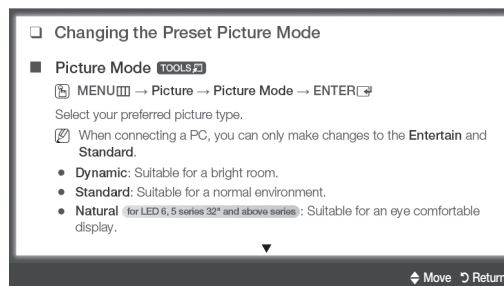 ❑ Changing the Preset Picture Mode
■ Picture Mode TOOLS
MENU → Picture → Picture Mode → ENTER
Select your preferred picture type.
When connecting a PC, you can only make changes to the Entertain and
Standard.
● Dynamic: Suitable for a bright room.
● Standard: Suitable for a normal environment.
● Natural for LED 6, 5 series 32" and above series : Suitable for an eye comfortable
display.
▼
Move Return